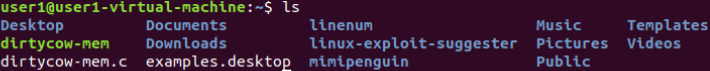 user1@user1-virtual-machine:~$ ls
Desktop Documents linenum Music Templates
dirtycow-mem Downloads linux-exploit-suggester Pictures Videos
dirtycow-mem.c examples.desktop mimipenguin Public